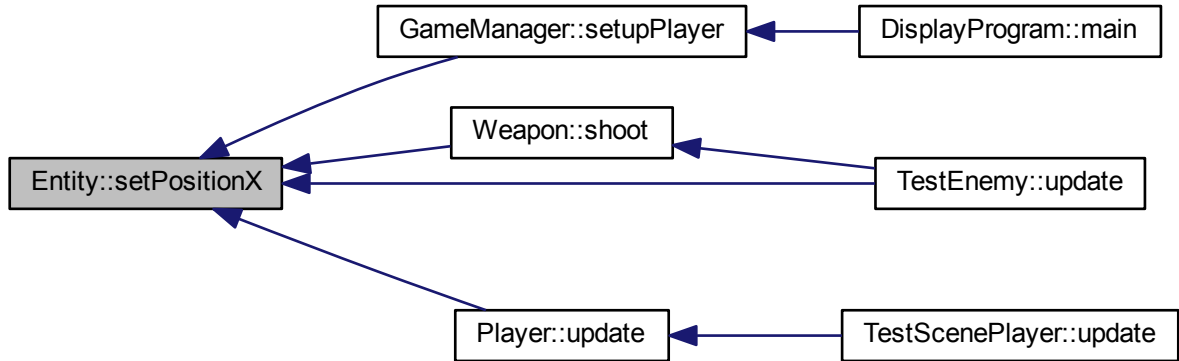 GameManager::setupPlayer
DisplayProgram::main
Weapon::shoot
Entity::setPositionX
TestEnemy::update
Player::update
TestScenePlayer::update